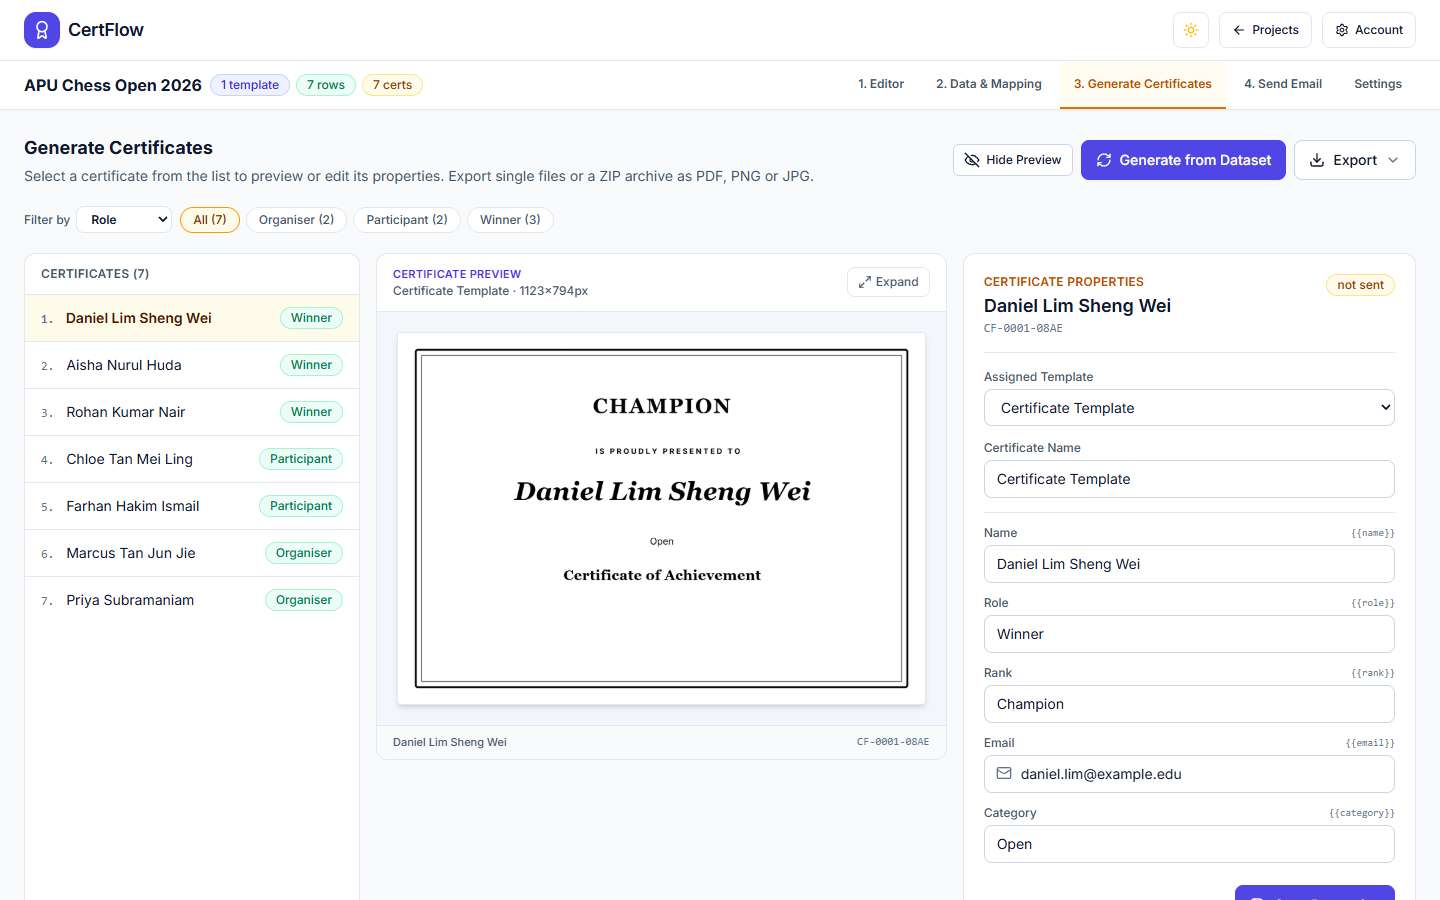 CertFlow
Projects
Account
APU Chess Open 2026
1 template
7 rows
7 certs
1. Editor
2. Data & Mapping
3. Generate Certificates
4. Send Email
Settings
Generate Certificates
Select a certificate from the list to preview or edit its properties. Export single files or a ZIP archive as PDF, PNG or JPG.
Hide Preview
Generate from Dataset
Export
Filter by
Role
All (7)
Organiser (2)
Participant (2)
Winner (3)
CERTIFICATES (7)
1. Daniel Lim Sheng Wei Winner
2. Aisha Nurul Huda Winner
3. Rohan Kumar Nair Winner
4. Chloe Tan Mei Ling Participant
5. Farhan Hakim Ismail Participant
6. Marcus Tan Jun Jie Organiser
7. Priya Subramaniam Organiser
CERTIFICATE PREVIEW
Certificate Template · 1123×794px
Expand
CHAMPION
IS PROUDLY PRESENTED TO
Daniel Lim Sheng Wei
Open
Certificate of Achievement
Daniel Lim Sheng Wei
CF-0001-08AE
CERTIFICATE PROPERTIES
not sent
Daniel Lim Sheng Wei
CF-0001-08AE
Assigned Template
Certificate Template
Certificate Name
Certificate Template
Name {{name}}
Daniel Lim Sheng Wei
Role {{role}}
Winner
Rank {{rank}}
Champion
Email {{email}}
daniel.lim@example.edu
Category {{category}}
Open